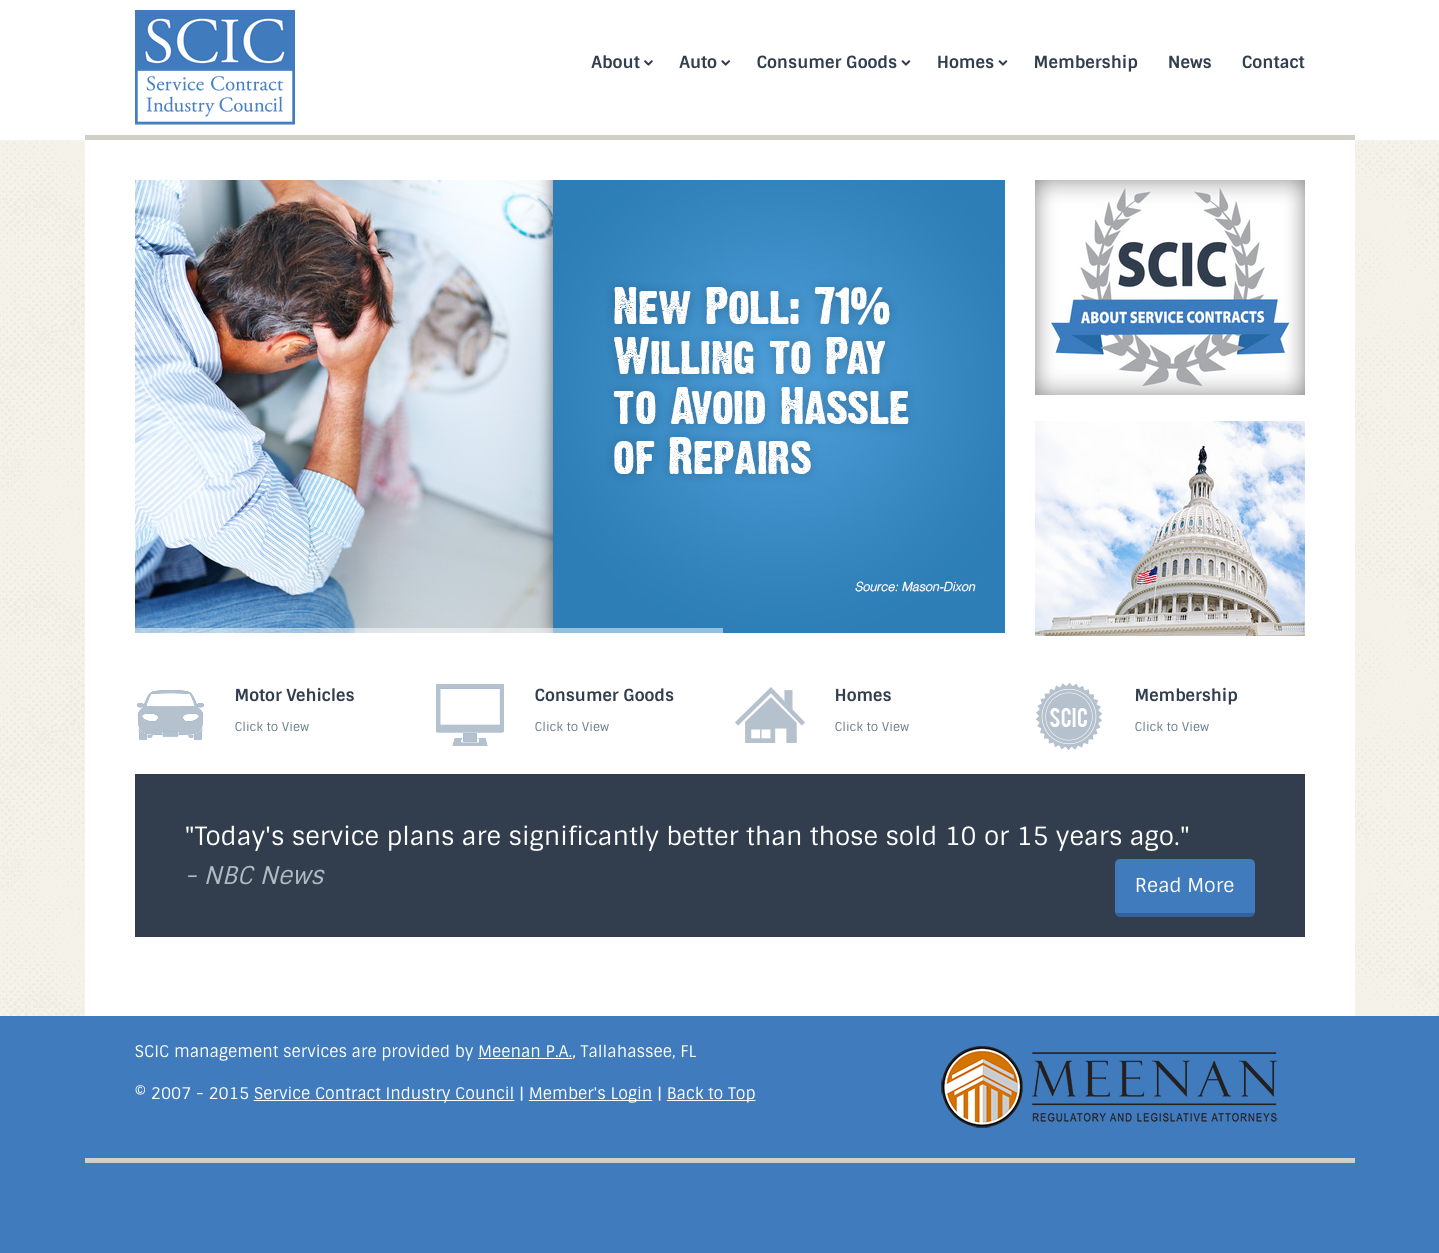 SCIC
Service Contract
Industry Council
About Auto Consumer Goods Homes Membership News Contact
New Poll: 71%
Willing to Pay
to Avoid Hassle
of Repairs
Source: Mason-Dixon
SCIC
ABOUT SERVICE CONTRACTS
Motor Vehicles
Click to View
Consumer Goods
Click to View
Homes
Click to View
SCIC
Membership
Click to View
"Today's service plans are significantly better than those sold 10 or 15 years ago."
- NBC News
Read More
SCIC management services are provided by Meenan P.A., Tallahassee, FL
© 2007 - 2015 Service Contract Industry Council | Member's Login | Back to Top
MEENAN
REGULATORY AND LEGISLATIVE ATTORNEYS